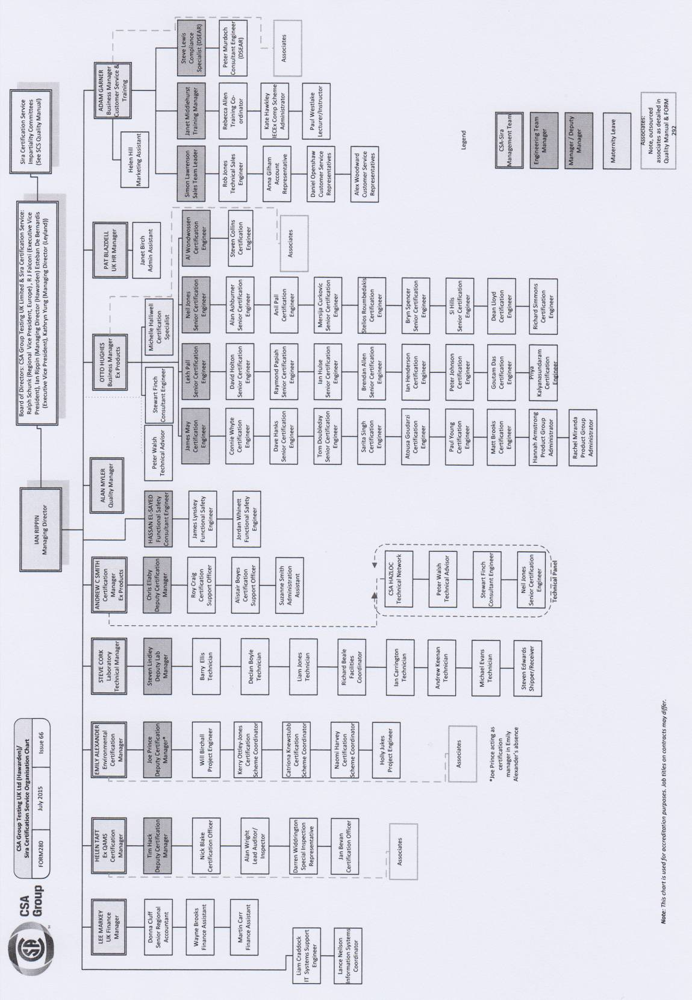 CSA
Group
CSA Group Testing UK Ltd (Hawarden)/
Sira Certification Service Organisation Chart
FORM280
July 2015
Issue 66
IAN RIPPIN
Managing Director
Board of Directors: CSA Group Testing UK Limited & Sira Certification Service:
Ralph Schunk (Regional Vice President, Europe) , R J Falconi (Executive Vice
President), Ian Rippin (Managing Director (Hawarden) Esteban De Bernardis
(Executive Vice President), Kathryn Yung (Managing Director (Leyland))
Sira Certification Service
Impartiality Committees
(See SCS Quality Manual)
LEE MARKEY
UK Finance
Manager
Donna Cluff
Senior Regional
Accountant
Wayne Brooks
Finance Assistant
Martin Carr
Finance Assistant
Liam Craddock
IT Systems Support
Engineer
Lance Neilson
Information Systems
Coordinator
HELEN TAFT
Ex QAMS
Certification
Manager
Tim Hack
Deputy Certification
Manager
Nick Blake
Certification Officer
Alan Wright
Lead Auditor/
Inspector
Darren Widdrington
Special Inspection
Representative
Jan Bevan
Certification Officer
Associates
EMILY ALEXANDER
Environmental
Certification
Manager
Joe Prince
Deputy Certification
Manager*
Will Birchall
Project Engineer
Kerry Ottley-Jones
Certification
Scheme Coordinator
Catriona Knewstubb
Certification
Scheme Coordinator
Naomi Harvey
Certification
Scheme Coordinator
Holly Jukes
Project Engineer
Associates
*Joe Prince acting as
certification
manager in Emily
Alexander's absence
STEVE CORK
Laboratory
Technical Manager
Steven Lindley
Deputy Lab
Manager
Barry Ellis
Technician
Declan Boyle
Technician
Liam Jones
Technician
Richard Beale
Facilities
Coordinator
Ian Carrington
Technician
Andrew Keenan
Technician
Michael Evans
Technician
Steven Edwards
Shipper/Receiver
ANDREW C SMITH
Certification
Manager
Ex Products
Chris Ellaby
Deputy Certification
Manager
Roy Craig
Certification
Support Officer
Alistair Boyes
Certification
Support Officer
Suzanne Smith
Administration
Assistant
CSA HAZLOC
Technical Network
Peter Walsh
Technical Advisor
Stewart Finch
Consultant Engineer
Neil Jones
Senior Certification
Engineer
Technical Panel
HASSAN EL-SAYED
Functional Safety
Consultant Engineer
James Lynskey
Functional Safety
Engineer
Jordan Whinett
Functional Safety
Engineer
ALAN MYLER
Quality Manager
OTTO HUGHES
Business Manager
Ex Products
Peter Walsh
Technical Advisor
Stewart Finch
Consultant Engineer
Michelle Halliwell
Certification
Specialist
James May
Certification
Engineer
Connie Whyte
Certification
Engineer
Dave Hanks
Senior Certification
Engineer
Tom Doubleday
Senior Certification
Engineer
Sarita Singh
Certification
Engineer
Atousa Goudarzi
Certification
Engineer
Paul Young
Certification
Engineer
Matt Brooks
Certification
Engineer
Hannah Armstrong
Product Group
Administrator
Rachel Miranda
Product Group
Administrator
Lekh Pall
Senior Certification
Engineer
David Holton
Senior Certification
Engineer
Raymond Papiah
Senior Certification
Engineer
Ian Hulse
Senior Certification
Engineer
Brendan Allen
Senior Certification
Engineer
Ian Henderson
Certification
Engineer
Peter Johnson
Senior Certification
Engineer
Goutam Das
Certification
Engineer
Priya
Kalyanasundaram
Certification
Engineer
Neil Jones
Senior Certification
Engineer
Alan Ashburner
Senior Certification
Engineer
Anil Pall
Certification
Engineer
Mersija Curkovic
Senior Certification
Engineer
Stelios Roumbedakis
Certification
Engineer
Bryn Spencer
Senior Certification
Engineer
Si Hills
Senior Certification
Engineer
Dean Lloyd
Certification
Engineer
Richard Simmons
Certification
Engineer
Al Wondwossen
Certification
Engineer
Steven Collins
Certification
Engineer
Associates
PAT BLAZDELL
UK HR Manager
Janet Birch
Admin Assistant
ADAM GARNER
Business Manager
Customer Service &
Training
Helen Hill
Marketing Assistant
Simon Lawrenson
Sales Team Leader
Rob Jones
Technical Sales
Engineer
Anna Gilham
Account
Representative
Daniel Openshaw
Customer Service
Representatives
Alex Woodward
Customer Service
Representatives
Janet Middlehurst
Training Manager
Rebecca Allen
Training Co-
ordinator
Kate Hawkley
IECEx Comp Scheme
Administrator
Paul Westlake
Lecturer/Instructor
Steve Lewis
Compliance
Specialist (DSEAR)
Peter Murdoch
Consultant Engineer
(DSEAR)
Associates
Legend
CSA-Sira
Management Team
Engineering Team
Manager
Manager / Deputy
Manager
Maternity Leave
Associates:
Note, outsourced
associates as detailed in
Quality Manual & FORM
292
Note: This chart is used for accreditation purposes. Job titles on contracts may differ.